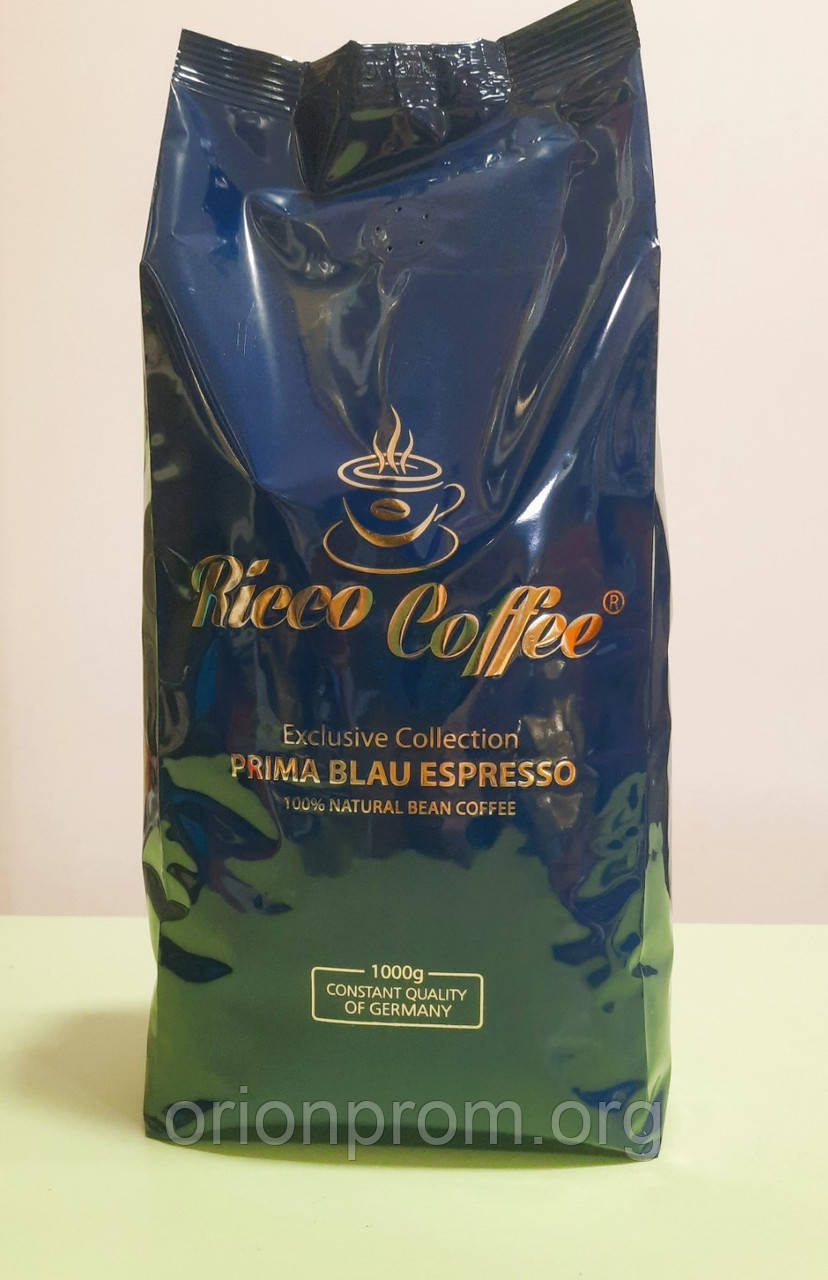 Ricco Coffee®
Exclusive Collection
PRIMA BLAU ESPRESSO
100% NATURAL BEAN COFFEE
1000g
CONSTANT QUALITY
OF GERMANY
orionprom.org